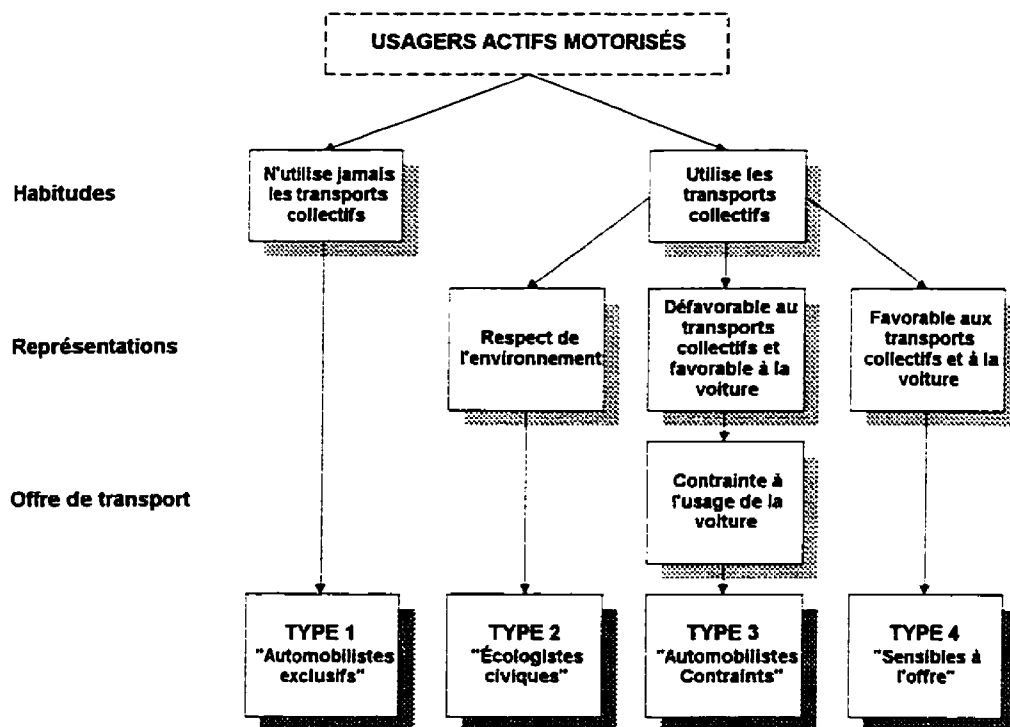 USAGERS ACTIFS MOTORISÉS
Habitudes
N'utilise jamais
les transports
collectifs
Utilise les
transports
collectifs
Représentations
Respect de
l'environnement
Défavorable au
transports
collectifs et
favorable à la
voiture
Favorable aux
transports
collectifs et à la
voiture
Offre de transport
Contrainte à
l'usage de la
voiture
TYPE 1
"Automobilistes
exclusifs"
TYPE 2
"Écologistes
civiques"
TYPE 3
"Automobilistes
Contraints"
TYPE 4
"Sensibles à
l'offre"